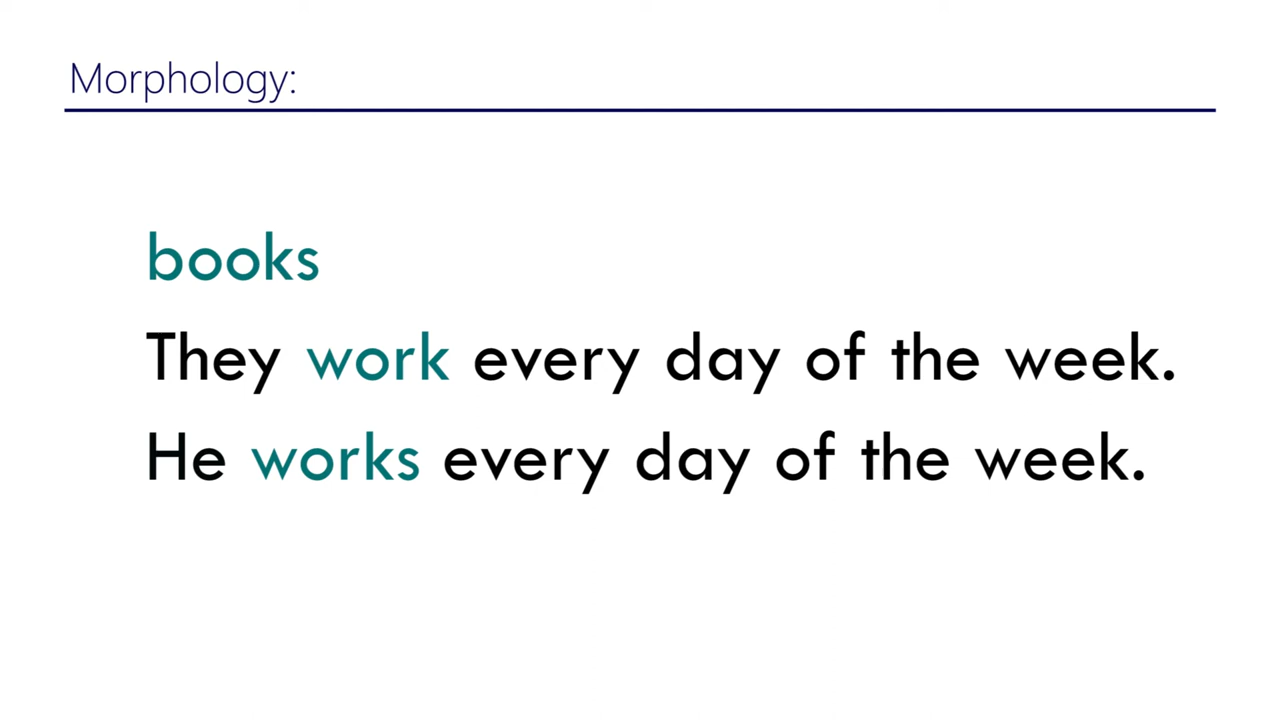 Morphology:
books
They work every day of the week.
He works every day of the week.